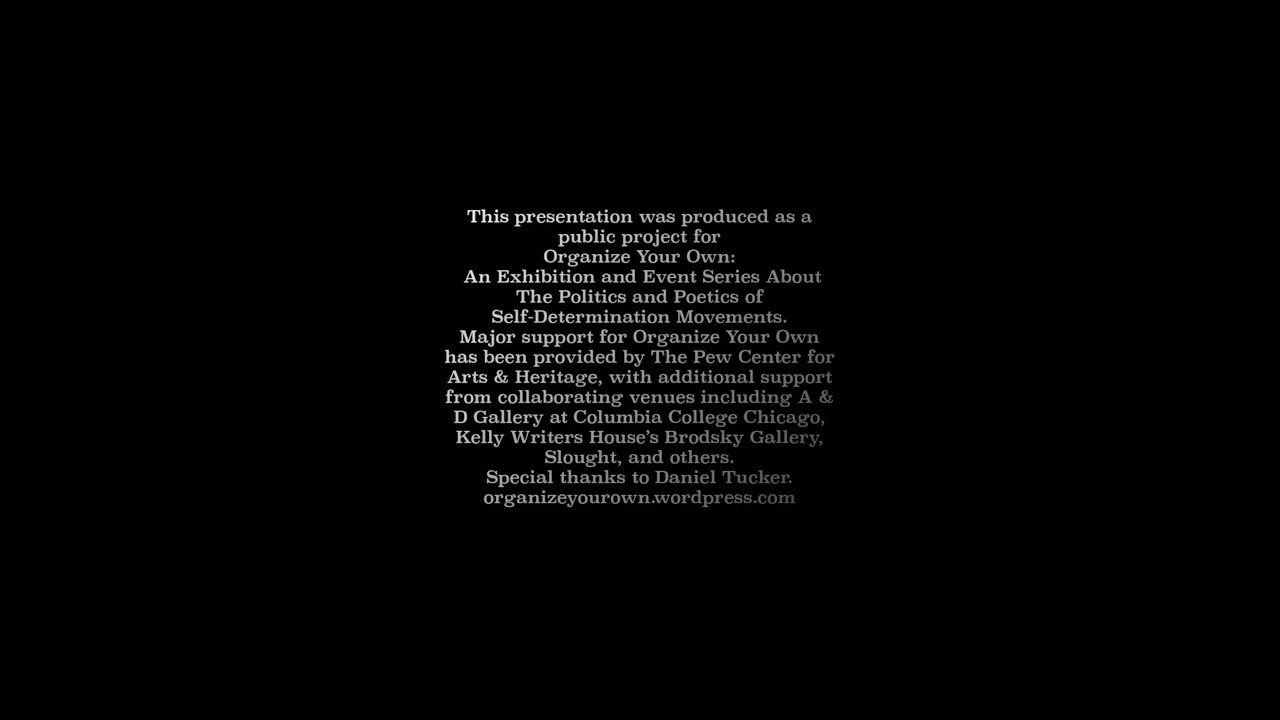 This presentation was produced as a
public project for
Organize Your Own:
An Exhibition and Event Series About
The Politics and Poetics of
Self-Determination Movements.
Major support for Organize Your Own
has been provided by The Pew Center for
Arts & Heritage, with additional support
from collaborating venues including A &
D Gallery at Columbia College Chicago,
Kelly Writers House’s Brodsky Gallery,
Slought, and others.
Special thanks to Daniel Tucker.
organizeyourown.wordpress.com